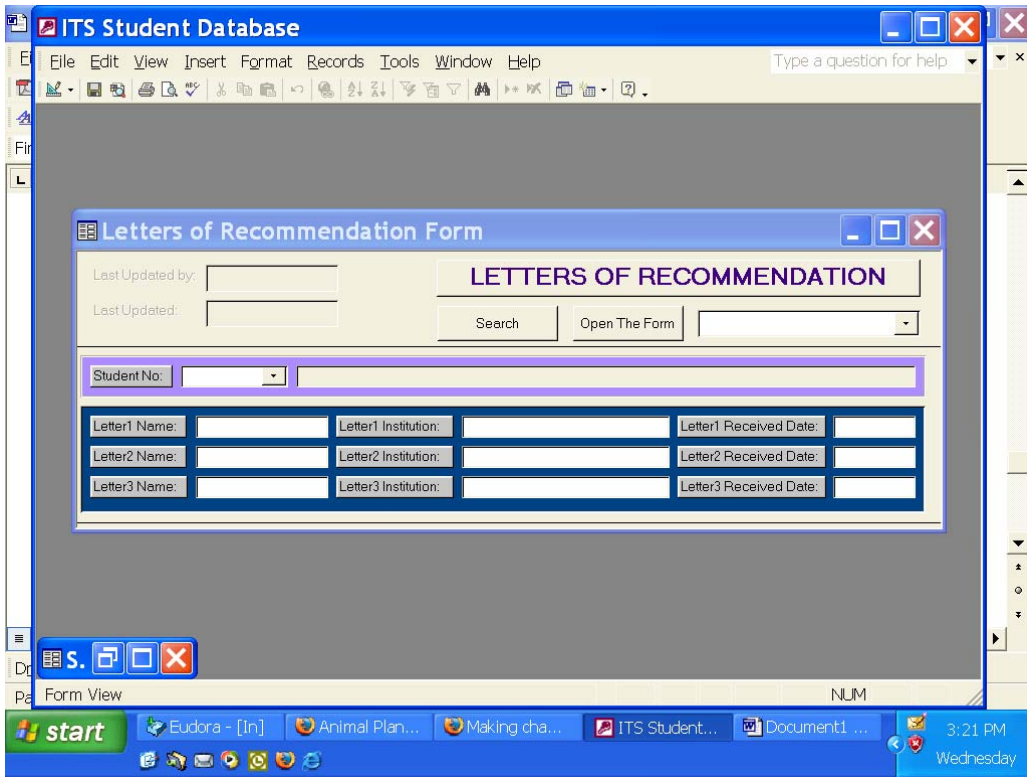 ITS Student Database
File Edit View Insert Format Records Tools Window Help
Type a question for help
Fir
Letters of Recommendation Form
Last Updated by:
LETTERS OF RECOMMENDATION
Last Updated:
Search
Open The Form
Student No:
Letter1 Name:
Letter1 Institution:
Letter1 Received Date:
Letter2 Name:
Letter2 Institution:
Letter2 Received Date:
Letter3 Name:
Letter3 Institution:
Letter3 Received Date:
S.
Form View
NUM
Pa
start
Eudora - [In]
Animal Plan...
Making cha...
ITS Student...
Document1 ...
3:21 PM
Wednesday